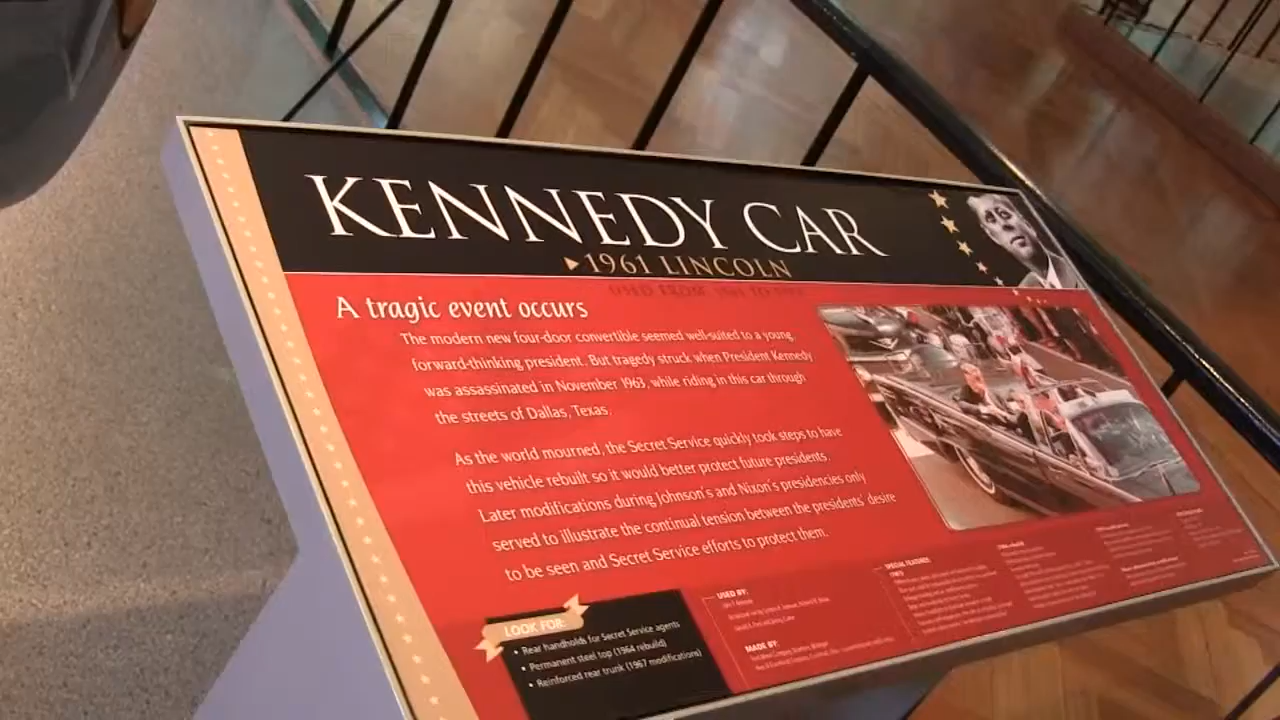 KENNEDY CAR
1961 LINCOLN
USED FROM 1961 TO
A tragic event occurs
The modern new four-door convertible seemed well-suited to a young,
forward-thinking president. But tragedy struck when President Kennedy
was assassinated in November 1963, while riding in this car through
the streets of Dallas, Texas.
As the world mourned, the Secret Service quickly took steps to have
this vehicle rebuilt so it would better protect future presidents.
Later modifications during Johnson's and Nixon's presidencies only
served to illustrate the continual tension between the presidents' desire
to be seen and Secret Service efforts to protect them.
LOOK FOR:
• Rear handholds for Secret Service agents
• Permanent steel top (1964 rebuild)
• Reinforced rear trunk (1967 modifications)
USED BY:
MADE BY:
SPECIAL FEATURES